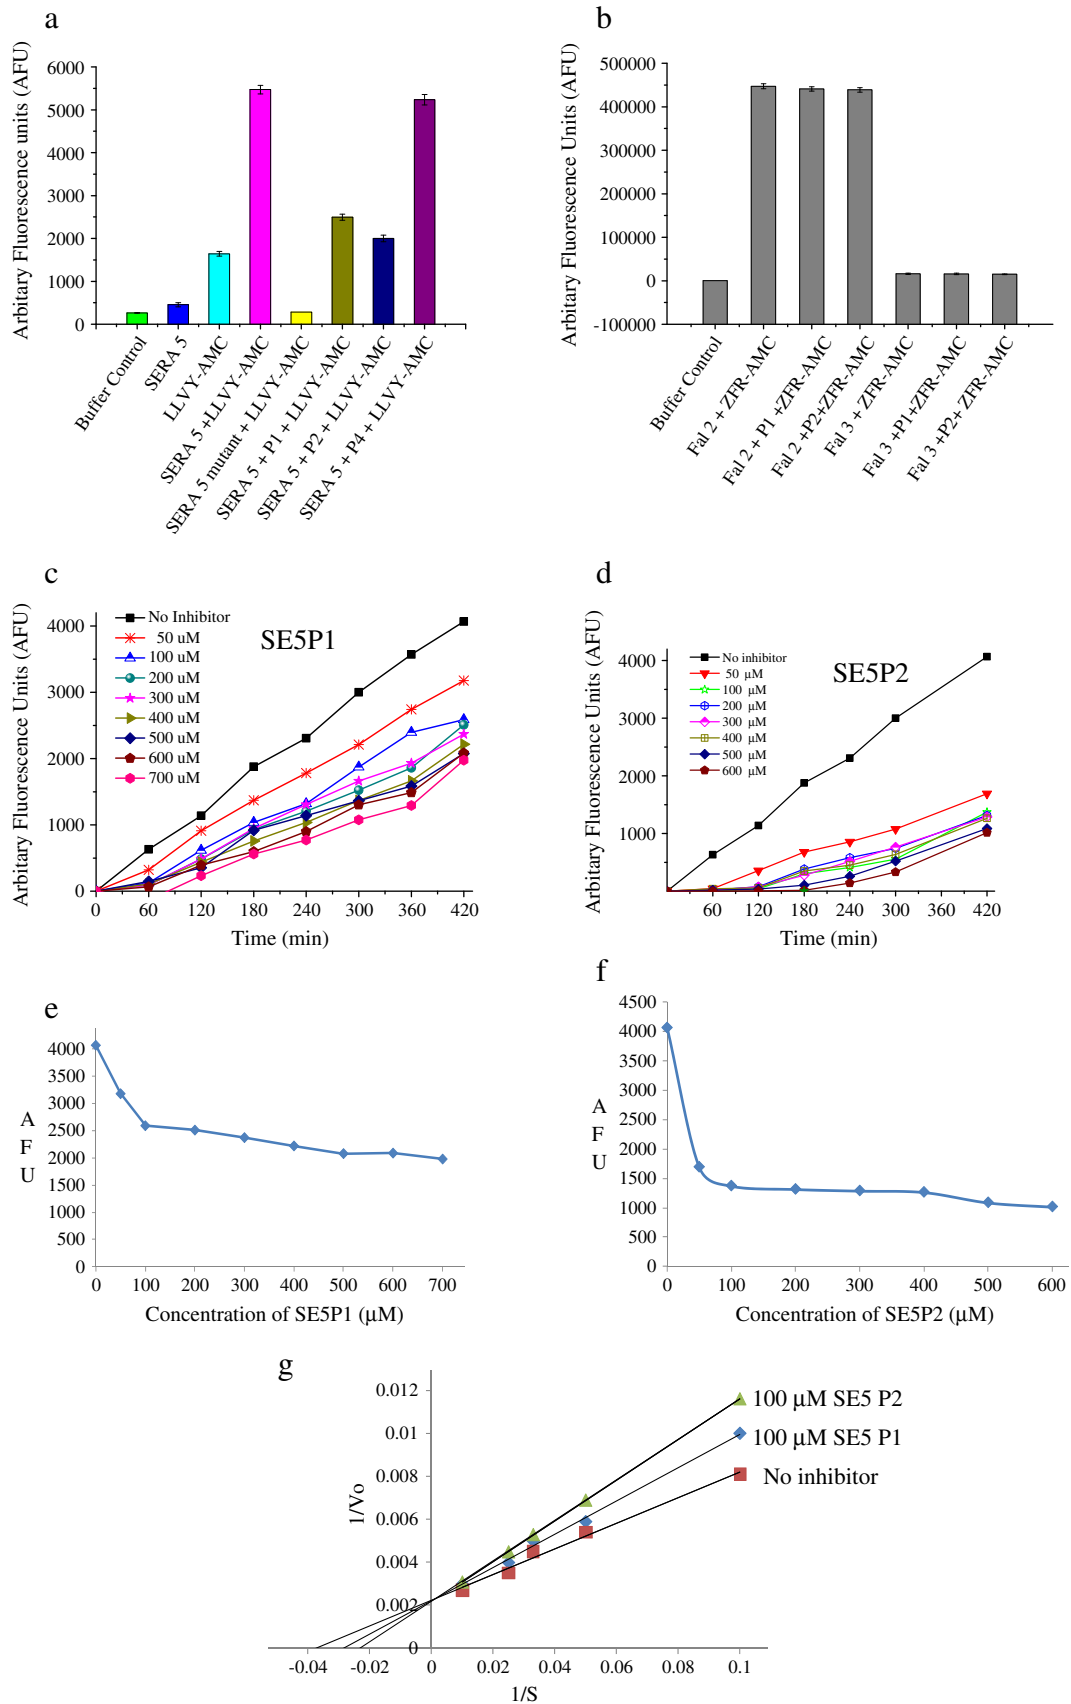 a
Arbitary Fluorescence units (AFU)
6000
5000
4000
3000
2000
1000
0
Buffer Control
SERA 5
LLVY-AMC
SERA 5 +LLVY-AMC
SERA 5 mutant + LLVY-AMC
SERA 5 + P1 + LLVY-AMC
SERA 5 + P2 + LLVY-AMC
SERA 5 + P4 + LLVY-AMC
b
Arbitary Fluorescence Units (AFU)
500000
400000
300000
200000
100000
0
-100000
Buffer Control
Fal 2 + ZFR-AMC
Fal 2 + P1 +ZFR-AMC
Fal 2 +P2+ZFR-AMC
Fal 3 + ZFR-AMC
Fal 3 +P1+ZFR-AMC
Fal 3 +P2+ ZFR-AMC
c
Arbitary Fluorescence Units (AFU)
4000
3000
2000
1000
0
No Inhibitor
50 uM
100 uM
200 uM
300 uM
400 uM
500 uM
600 uM
700 uM
SE5P1
0 60 120 180 240 300 360 420
Time (min)
d
Arbitary Fluorescence Units (AFU)
4000
3000
2000
1000
No inhibitor
50 µM
100 µM
200 µM
300 µM
400 µM
500 µM
600 µM
SE5P2
60 120 180 240 300 360 420
Time (min)
e
A
F
U
4000
3500
3000
2500
2000
1500
1000
500
0
0 100 200 300 400 500 600 700
Concentration of SE5P1 (µM)
f
A
F
U
4500
4000
3500
3000
2500
2000
1500
1000
500
0
0 100 200 300 400 500 600
Concentration of SE5P2 (µM)
g
1/Vo
0.012
0.01
0.008
0.006
0.004
0.002
0
100 µM SE5 P2
100 µM SE5 P1
No inhibitor
-0.04 -0.02 0 0.02 0.04 0.06 0.08 0.1
1/S